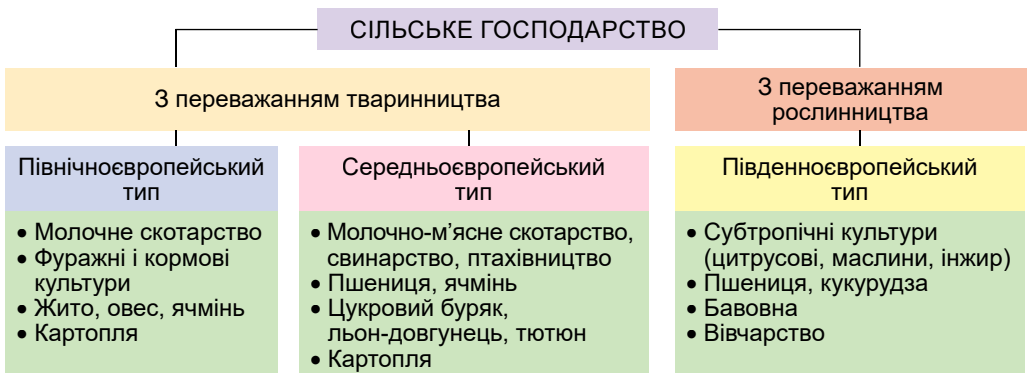 СІЛЬСЬКЕ ГОСПОДАРСТВО
З переважанням тваринництва
З переважанням
рослинництва
Північноєвропейський
тип
• Молочне скотарство
• Фуражні і кормові
культури
• Жито, овес, ячмінь
• Картопля
Середньоєвропейський
тип
• Молочно-м’ясне скотарство,
свинарство, птахівництво
• Пшениця, ячмінь
• Цукровий буряк,
льон-довгунець, тютюн
• Картопля
Південноєвропейський
тип
• Субтропічні культури
(цитрусові, маслини, інжир)
• Пшениця, кукурудза
• Бавовна
• Вівчарство